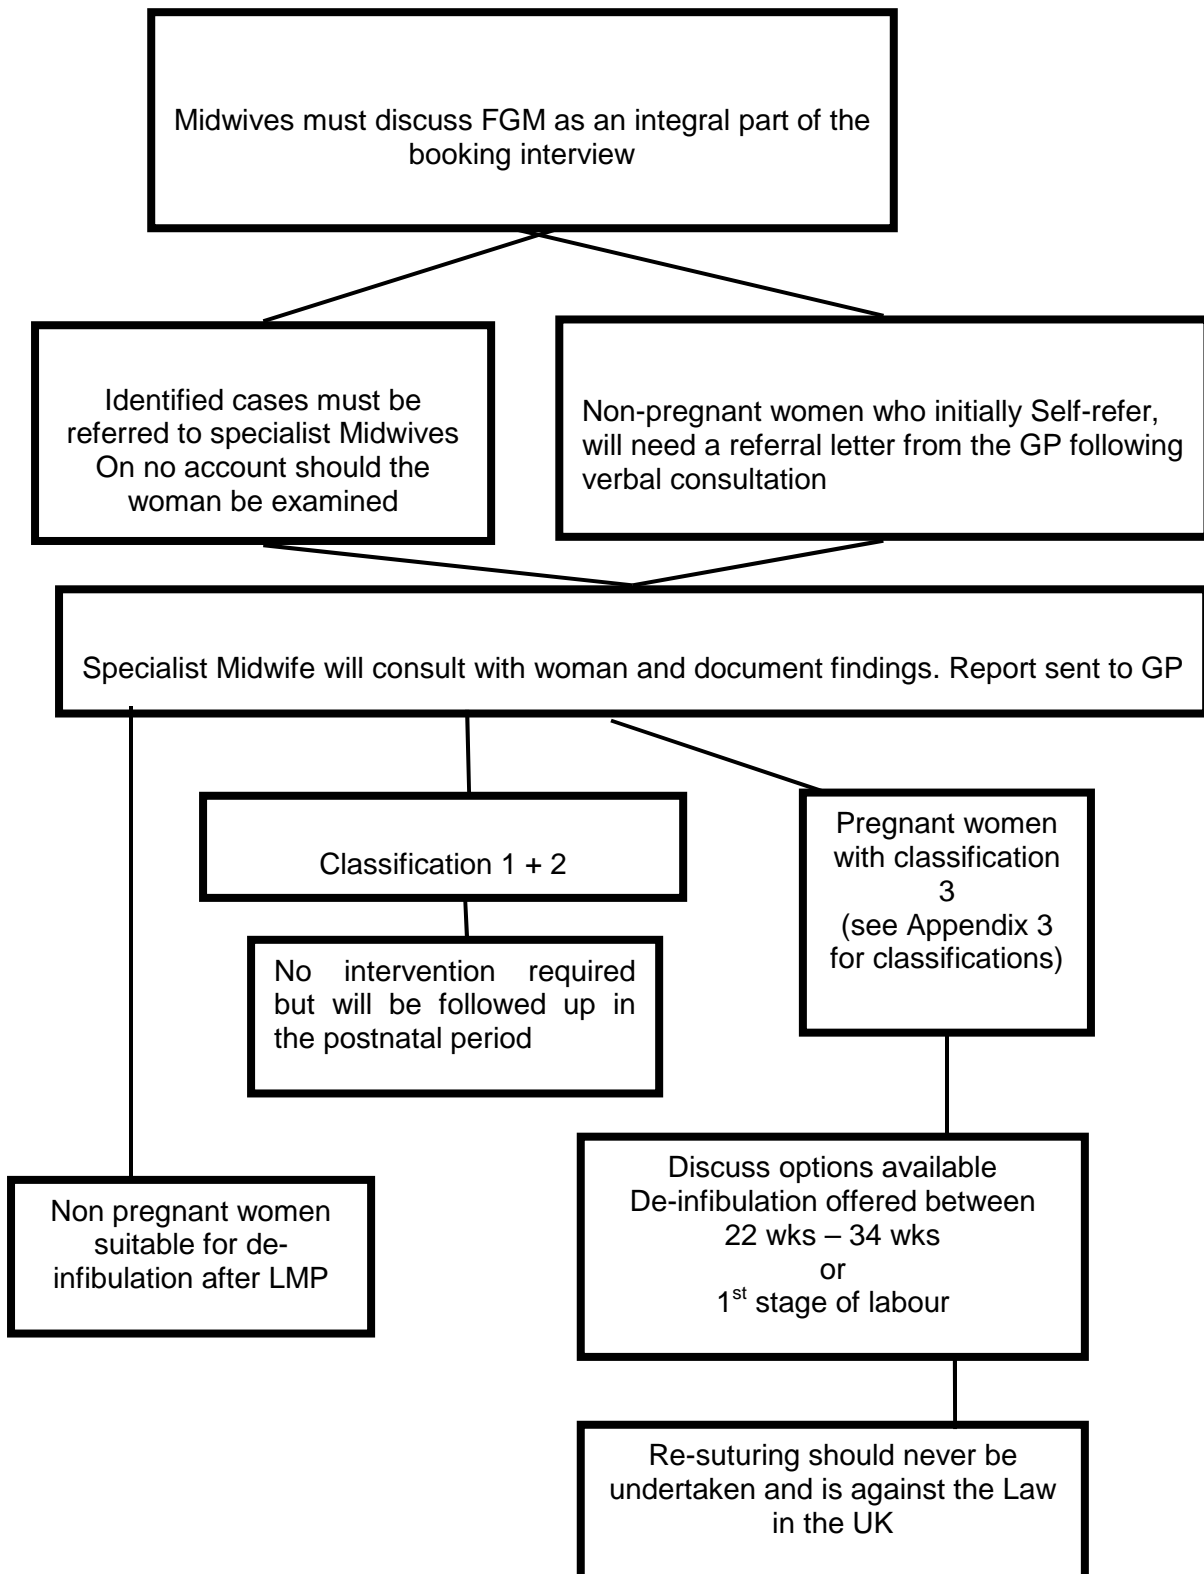 Midwives must discuss FGM as an integral part of the
booking interview
Identified cases must be
referred to specialist Midwives
On no account should the
woman be examined
Non-pregnant women who initially Self-refer,
will need a referral letter from the GP following
verbal consultation
Specialist Midwife will consult with woman and document findings. Report sent to GP
Classification 1 + 2
No intervention required
but will be followed up in
the postnatal period
Pregnant women
with classification
3
(see Appendix 3
for classifications)
Non pregnant women
suitable for de-
infibulation after LMP
Discuss options available
De-infibulation offered between
22 wks – 34 wks
or
1st stage of labour
Re-suturing should never be
undertaken and is against the Law
in the UK